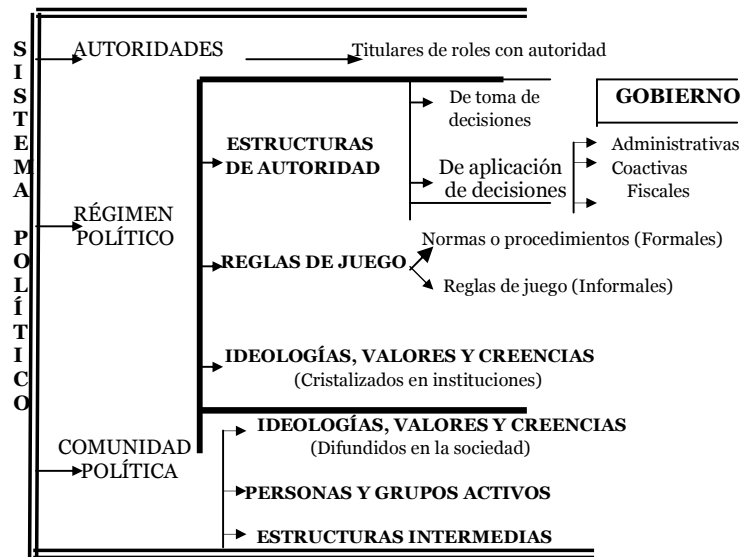 SISTEMA POLÍTICO
AUTORIDADES
Titulares de roles con autoridad
RÉGIMEN
POLÍTICO
ESTRUCTURAS
DE AUTORIDAD
De toma de
decisiones
GOBIERNO
De aplicación
de decisiones
Administrativas
Coactivas
Fiscales
REGLAS DE JUEGO
Normas o procedimientos (Formales)
Reglas de juego (Informales)
IDEOLOGÍAS, VALORES Y CREENCIAS
(Cristalizados en instituciones)
COMUNIDAD
POLÍTICA
IDEOLOGÍAS, VALORES Y CREENCIAS
(Difundidos en la sociedad)
PERSONAS Y GRUPOS ACTIVOS
ESTRUCTURAS INTERMEDIAS